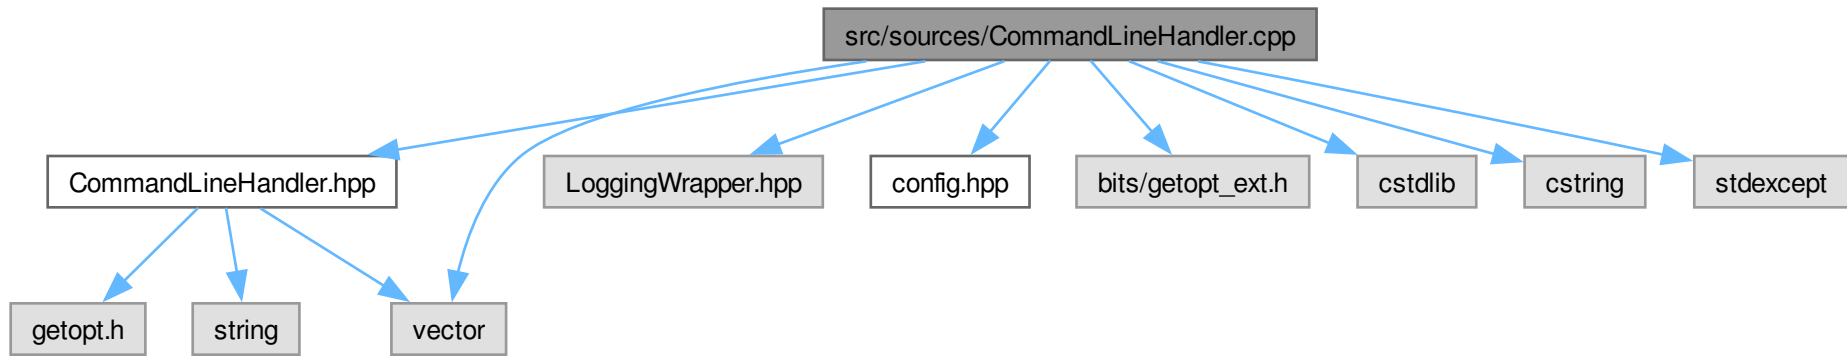 src/sources/CommandLineHandler.cpp
CommandLineHandler.hpp
LoggingWrapper.hpp
config.hpp
bits/getopt_ext.h
cstdlib
cstring
stdexcept
getopt.h
string
vector